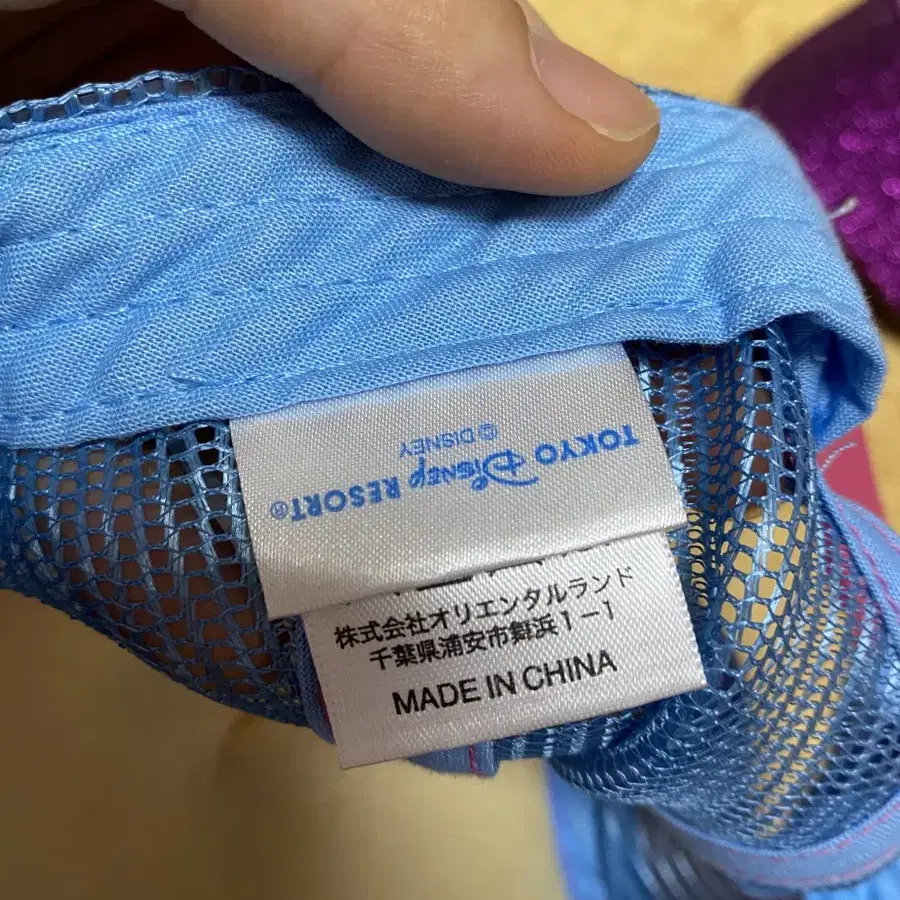 TOKYO DISNEY RESORT®
© DISNEY
株式会社オリエンタルランド
千葉県浦安市舞浜1-1
MADE IN CHINA